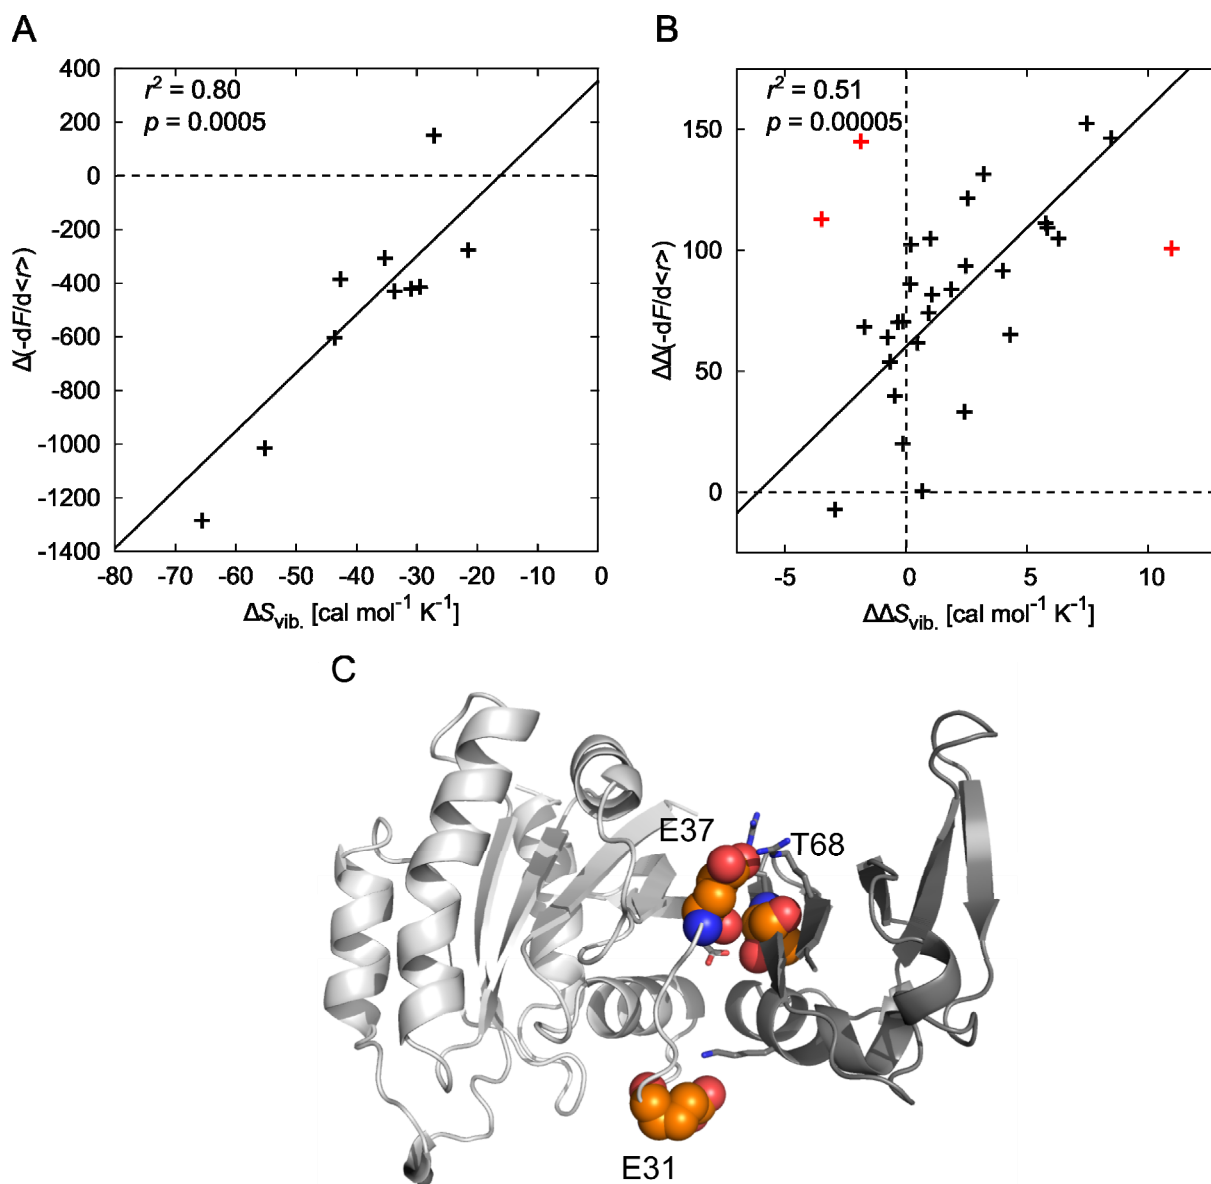 A
B
400
200
0
-200
-400
-600
-800
-1000
-1200
-1400
r² = 0.80
p = 0.0005
Δ(-dF/d<r>)
-80 -70 -60 -50 -40 -30 -20 -10 0
ΔS_vib. [cal mol⁻¹ K⁻¹]
150
100
50
0
r² = 0.51
p = 0.00005
ΔΔ(-dF/d<r>)
-5 0 5 10
ΔΔS_vib. [cal mol⁻¹ K⁻¹]
C
E37
T68
E31